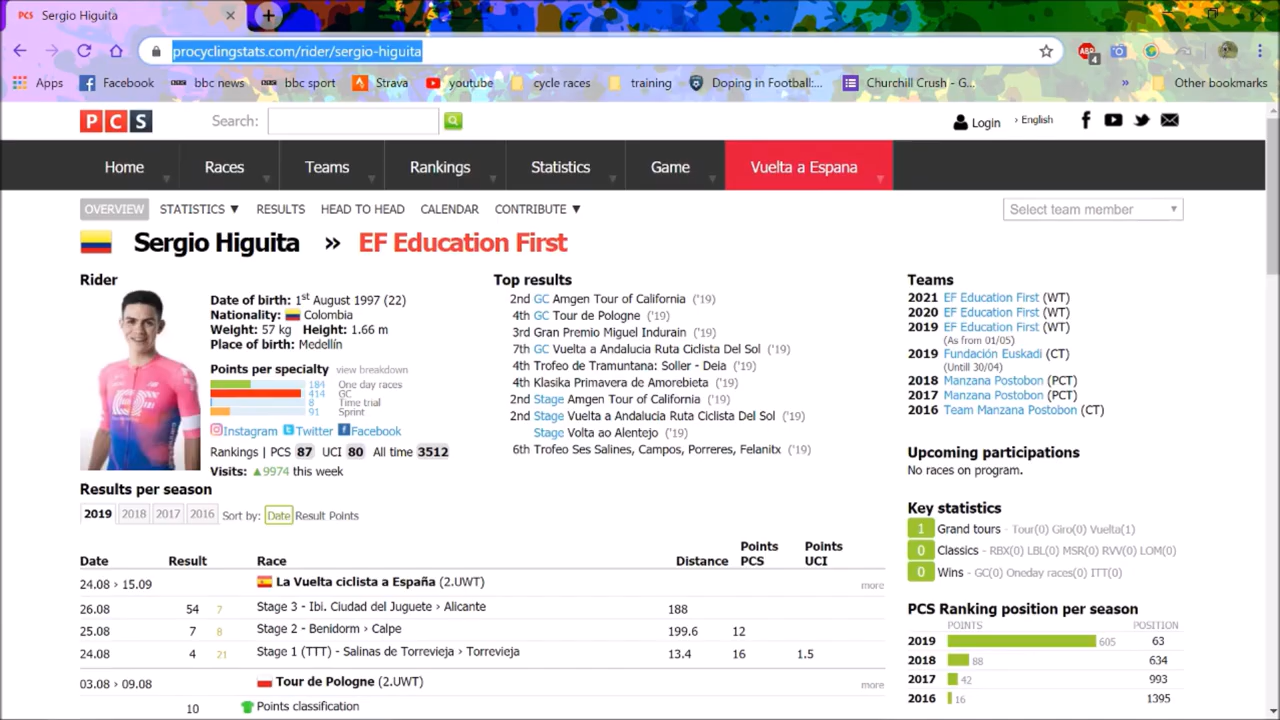 PCS Sergio Higuita
procyclingstats.com/rider/sergio-higuita
ABP
4
Apps Facebook bbc news bbc sport Strava youtube cycle races training Doping in Football:... Churchill Crush - G... » Other bookmarks
PCS Search: Login › English
Home Races Teams Rankings Statistics Game Vuelta a Espana
OVERVIEW STATISTICS ▼ RESULTS HEAD TO HEAD CALENDAR CONTRIBUTE ▼ Select team member
Sergio Higuita » EF Education First
Rider
Date of birth: 1st August 1997 (22)
Nationality: Colombia
Weight: 57 kg Height: 1.66 m
Place of birth: Medellín
Points per specialty view breakdown
184 One day races
414 GC
8 Time trial
91 Sprint
Instagram Twitter Facebook
Rankings | PCS 87 UCI 80 All time 3512
Visits: ▲9974 this week
Top results
2nd GC Amgen Tour of California ('19)
4th GC Tour de Pologne ('19)
3rd Gran Premio Miguel Indurain ('19)
7th GC Vuelta a Andalucia Ruta Ciclista Del Sol ('19)
4th Trofeo de Tramuntana: Soller - Deia ('19)
4th Klasika Primavera de Amorebieta ('19)
2nd Stage Amgen Tour of California ('19)
2nd Stage Vuelta a Andalucia Ruta Ciclista Del Sol ('19)
Stage Volta ao Alentejo ('19)
6th Trofeo Ses Salines, Campos, Porreres, Felanitx ('19)
Teams
2021 EF Education First (WT)
2020 EF Education First (WT)
2019 EF Education First (WT)
(As from 01/05)
2019 Fundación Euskadi (CT)
(Untill 30/04)
2018 Manzana Postobon (PCT)
2017 Manzana Postobon (PCT)
2016 Team Manzana Postobon (CT)
Upcoming participations
No races on program.
Key statistics
1 Grand tours - Tour(0) Giro(0) Vuelta(1)
0 Classics - RBX(0) LBL(0) MSR(0) RVV(0) LOM(0)
0 Wins - GC(0) Oneday races(0) ITT(0)
PCS Ranking position per season
POINTS POSITION
2019 605 63
2018 88 634
2017 42 993
2016 16 1395
Results per season
2019 2018 2017 2016 Sort by: Date Result Points
Date Result Race Distance Points PCS Points UCI
24.08 › 15.09 La Vuelta ciclista a España (2.UWT) more
26.08 54 7 Stage 3 - Ibi. Ciudad del Juguete › Alicante 188
25.08 7 8 Stage 2 - Benidorm › Calpe 199.6 12
24.08 4 21 Stage 1 (TTT) - Salinas de Torrevieja › Torrevieja 13.4 16 1.5
03.08 › 09.08 Tour de Pologne (2.UWT) more
10 Points classification